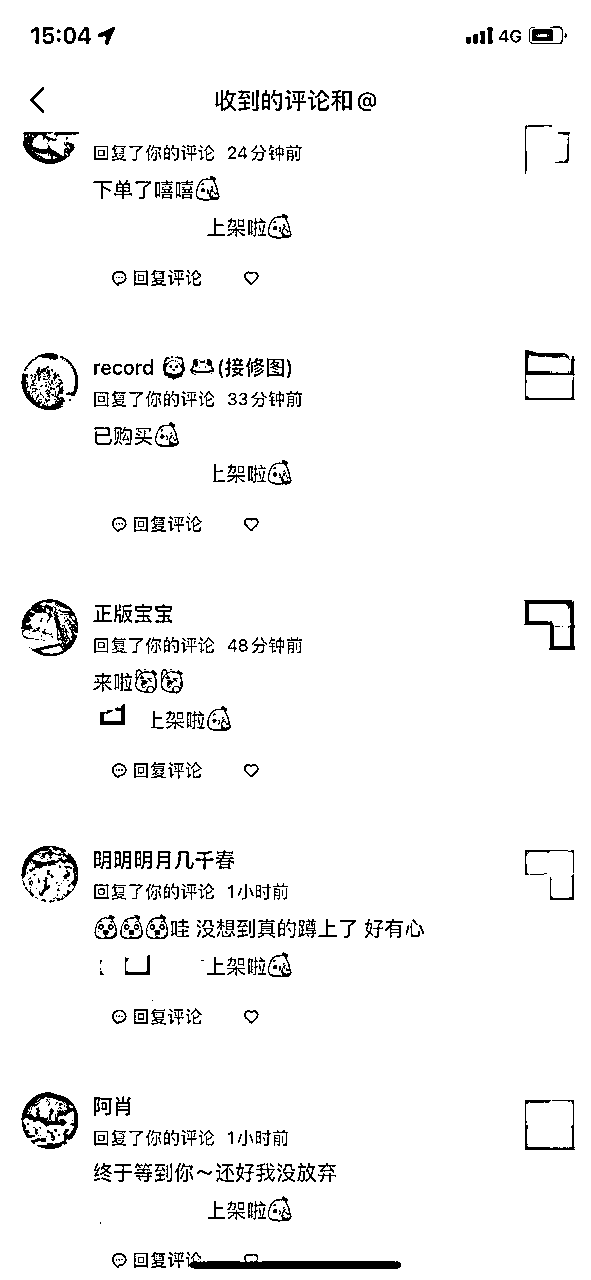 15:04
4G
收到的评论和@
回复了你的评论 24分钟前
下单了嘻嘻
上架啦
回复评论
record (接修图)
回复了你的评论 33分钟前
已购买
上架啦
回复评论
正版宝宝
回复了你的评论 48分钟前
来啦
上架啦
回复评论
明明明月几千春
回复了你的评论 1小时前
哇 没想到真的蹲上了 好有心
上架啦
回复评论
阿肖
回复了你的评论 1小时前
终于等到你～还好我没放弃
上架啦
回复评论